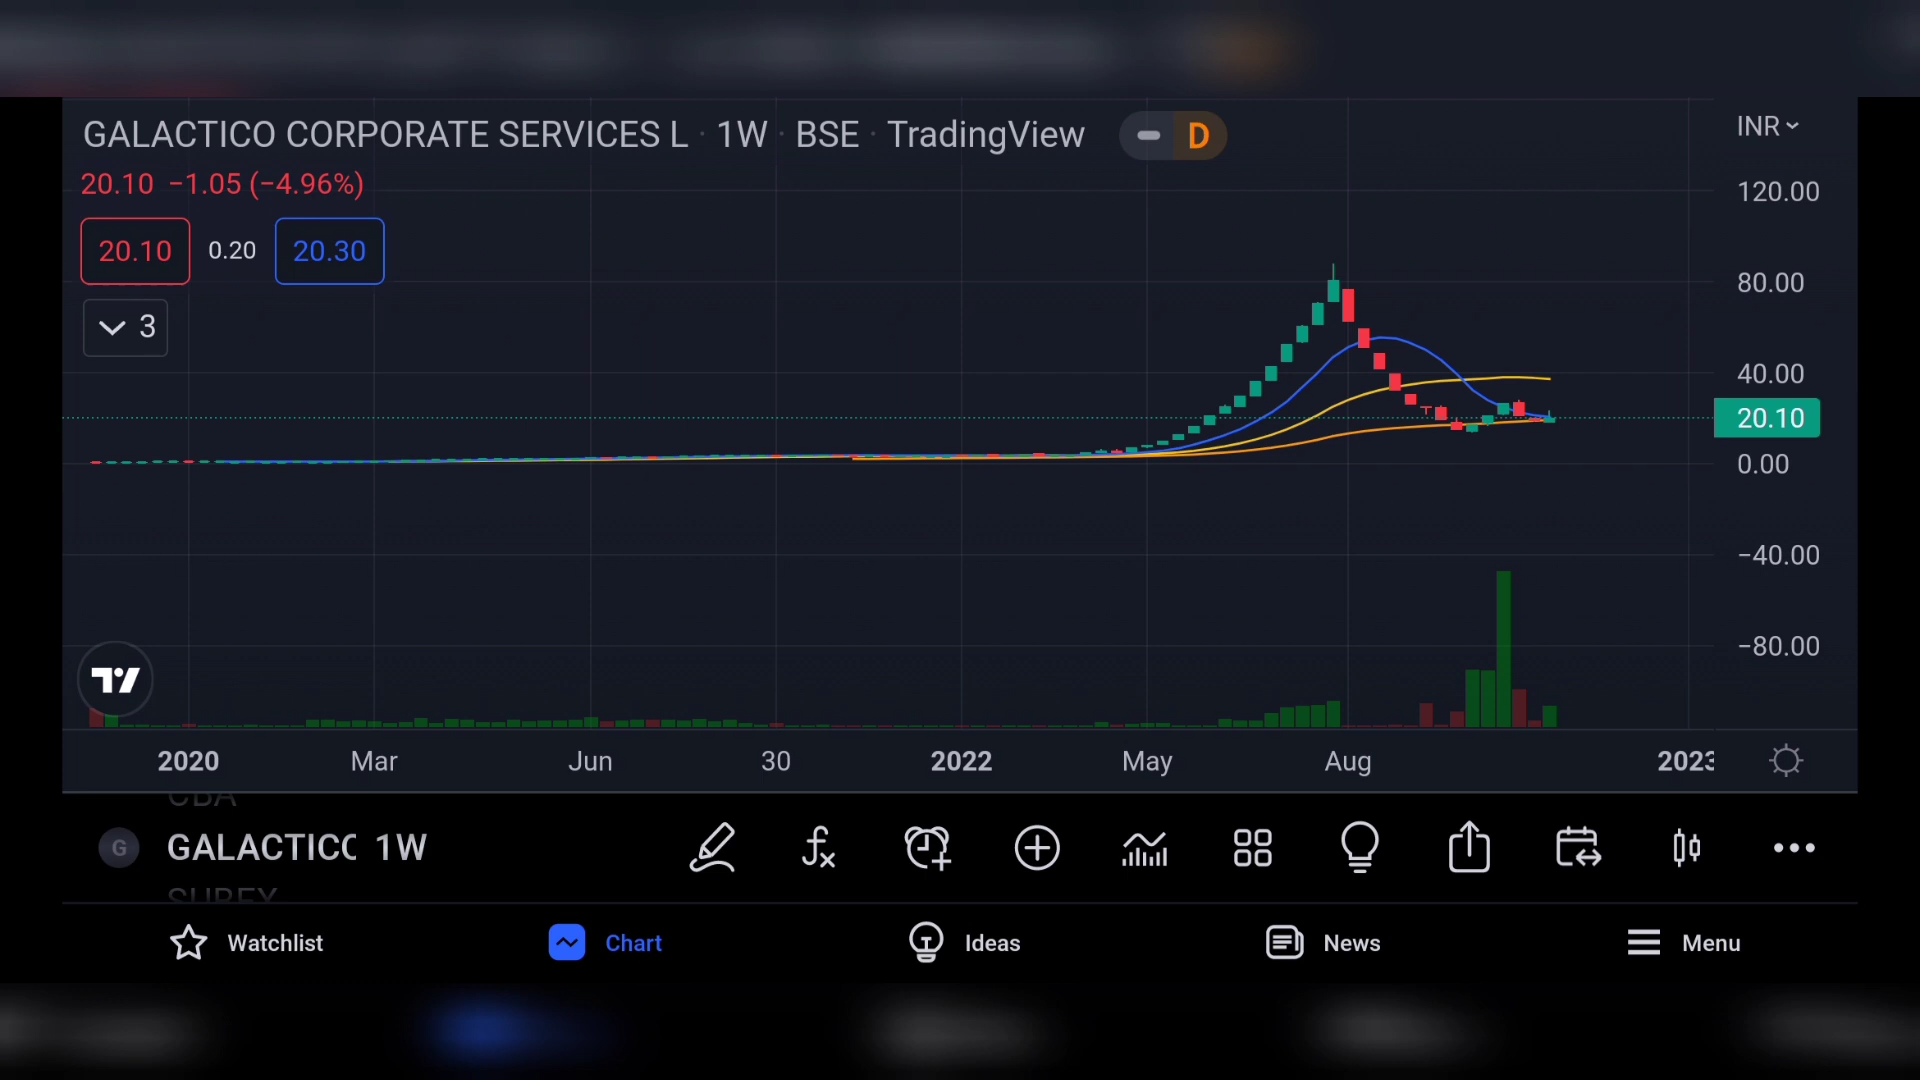 GALACTICO CORPORATE SERVICES L · 1W · BSE · TradingView D
INR
20.10 −1.05 (−4.96%)
20.10 0.20 20.30
3
120.00
80.00
40.00
20.10
0.00
−40.00
−80.00
2020 Mar Jun 30 2022 May Aug 2023
G GALACTICO 1W
Watchlist Chart Ideas News Menu